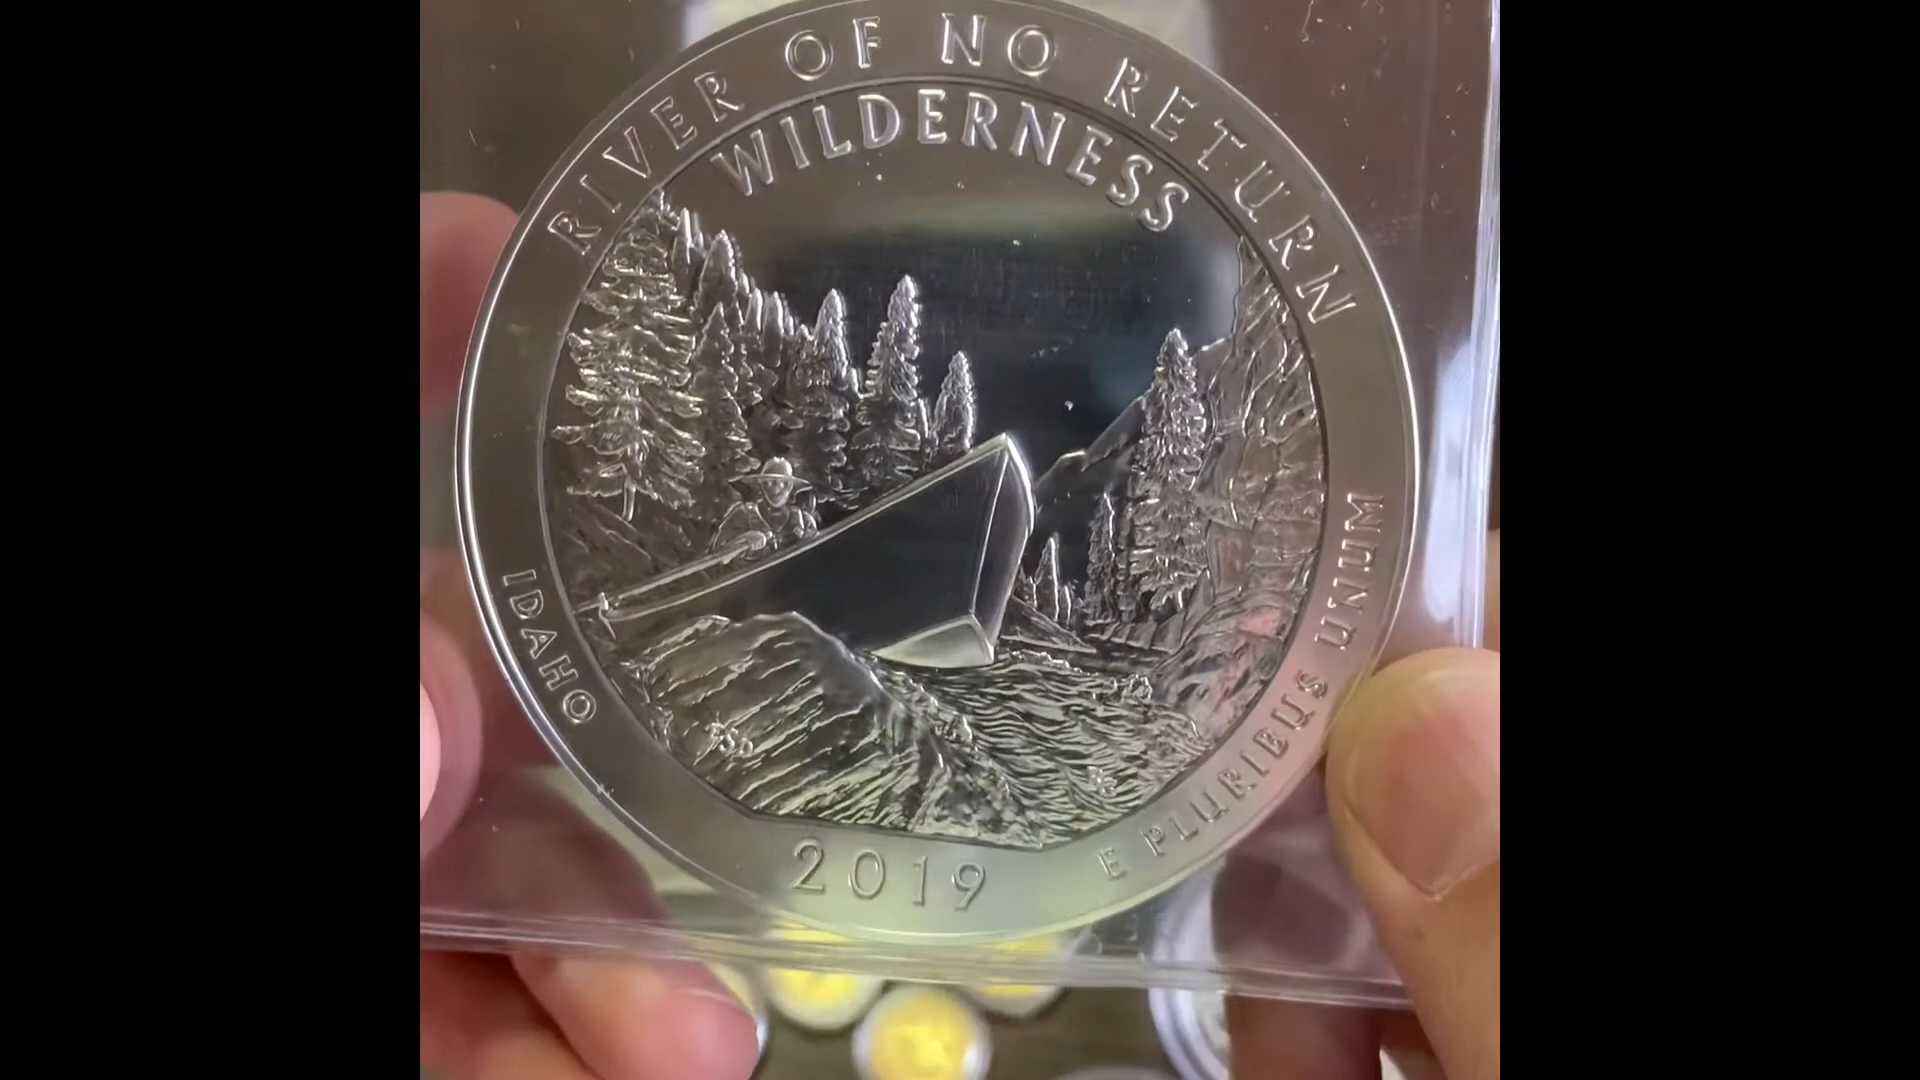 RIVER OF NO RETURN
WILDERNESS
IDAHO
2019
E PLURIBUS UNUM